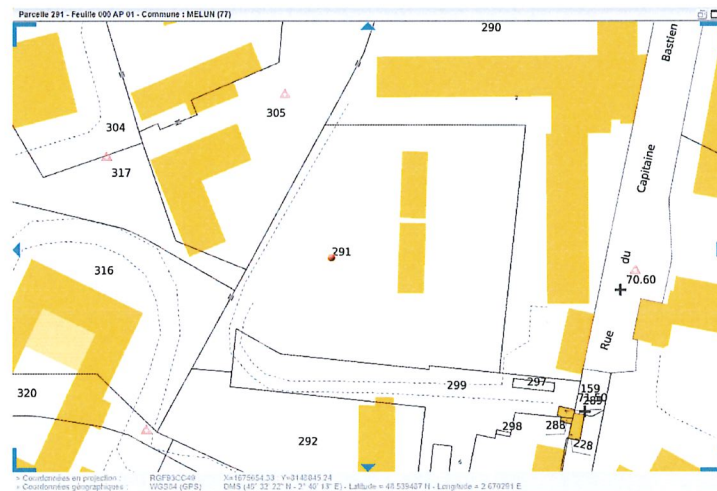 Parcelle 291 - Feuille 000 AP 01 - Commune : MELUN (77)
290
Bastien
304
305
317
Capitaine
291
316
du
70.60
Rue
299
297
159
320
292
298
288
228
> Coordonnées en projection : RGF93CC49
> Coordonnées géographiques : WGS84 (GPS)